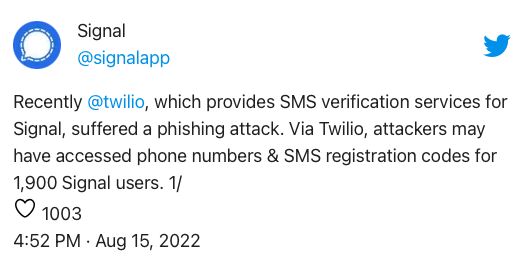 Signal
@signalapp
Recently @twilio, which provides SMS verification services for
Signal, suffered a phishing attack. Via Twilio, attackers may
have accessed phone numbers & SMS registration codes for
1,900 Signal users. 1/
1003
4:52 PM · Aug 15, 2022